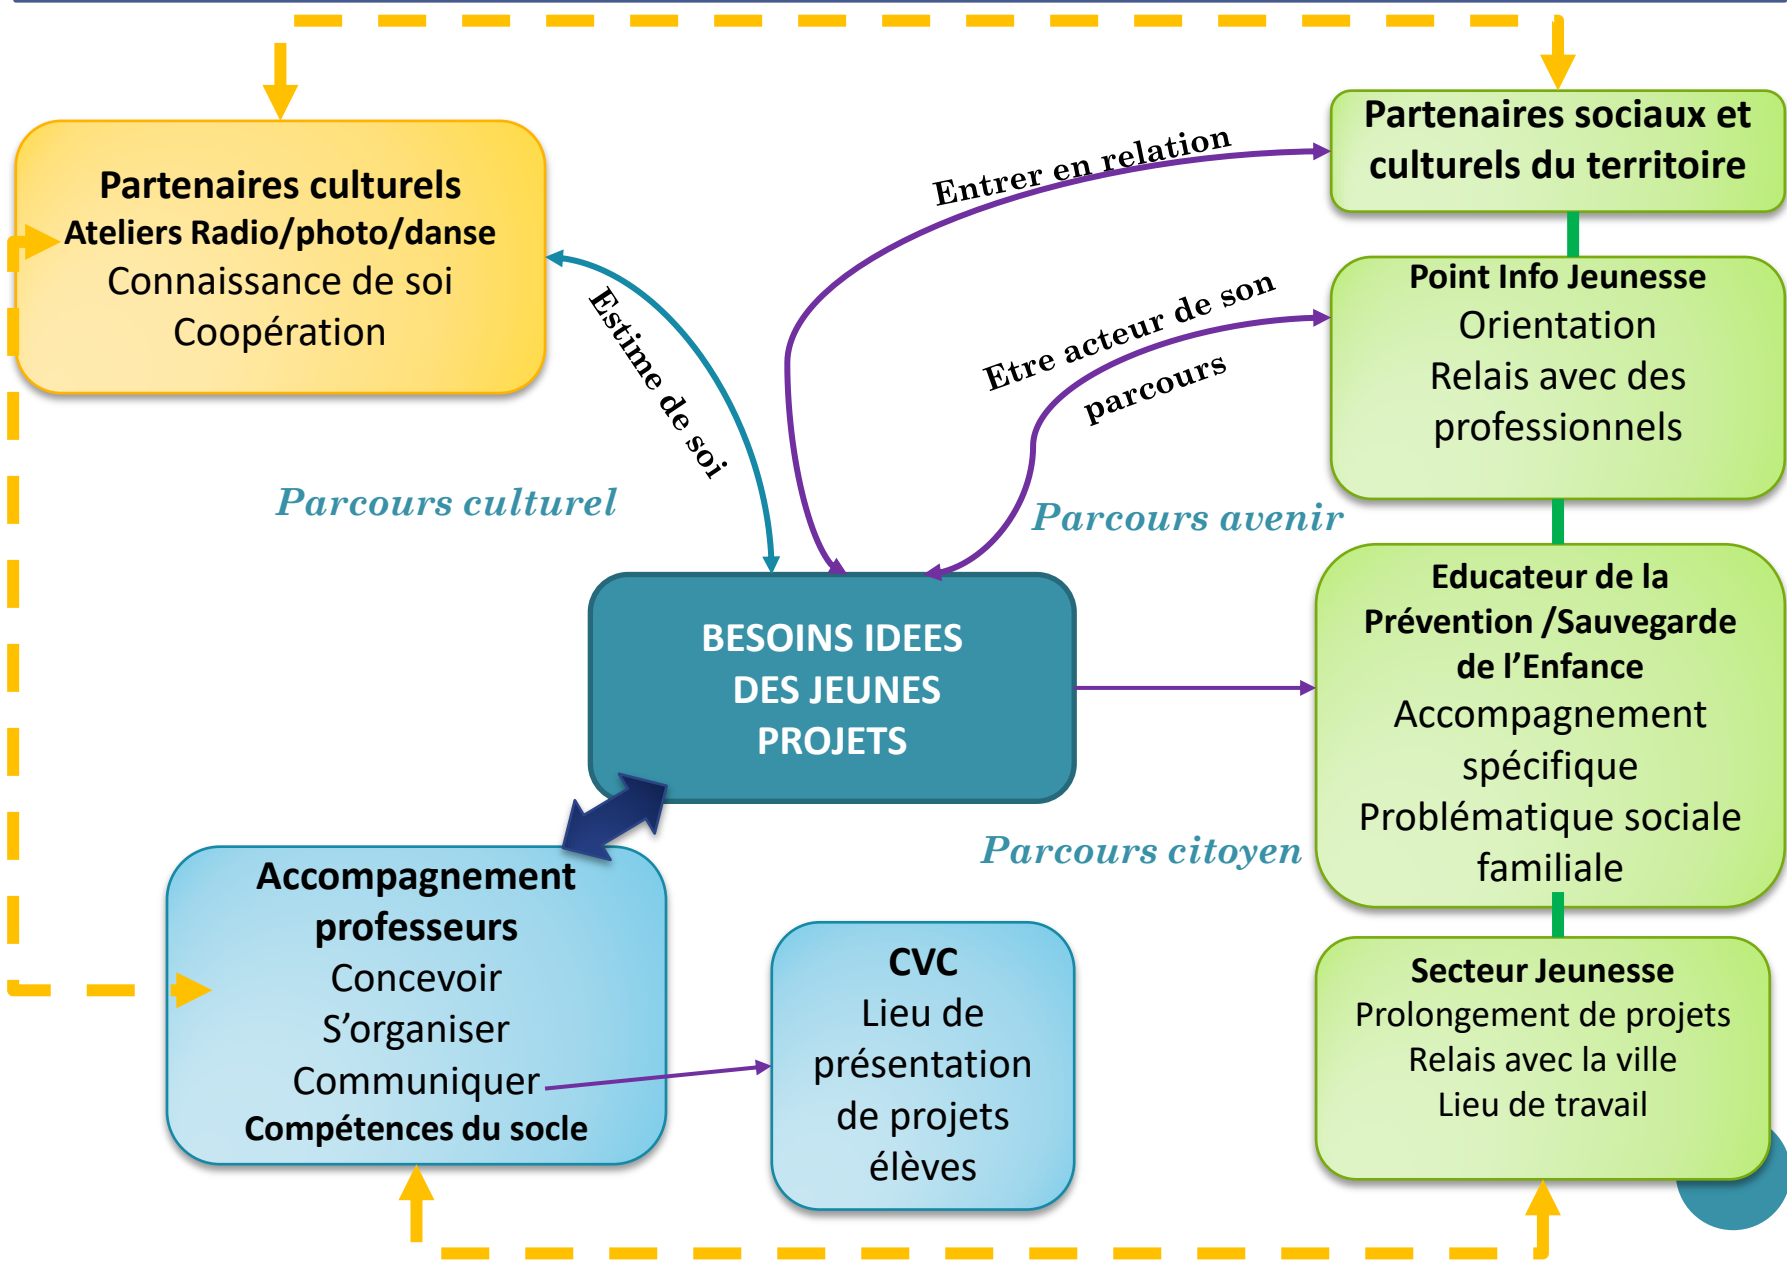 Partenaires culturels
Ateliers Radio/photo/danse
Connaissance de soi
Coopération
Estime de soi
Entrer en relation
Etre acteur de son
parcours
Partenaires sociaux et
culturels du territoire
Point Info Jeunesse
Orientation
Relais avec des
professionnels
Parcours culturel
Parcours avenir
BESOINS IDEES
DES JEUNES
PROJETS
Educateur de la
Prévention /Sauvegarde
de l’Enfance
Accompagnement
spécifique
Problématique sociale
familiale
Parcours citoyen
Accompagnement
professeurs
Concevoir
S’organiser
Communiquer
Compétences du socle
CVC
Lieu de
présentation
de projets
élèves
Secteur Jeunesse
Prolongement de projets
Relais avec la ville
Lieu de travail